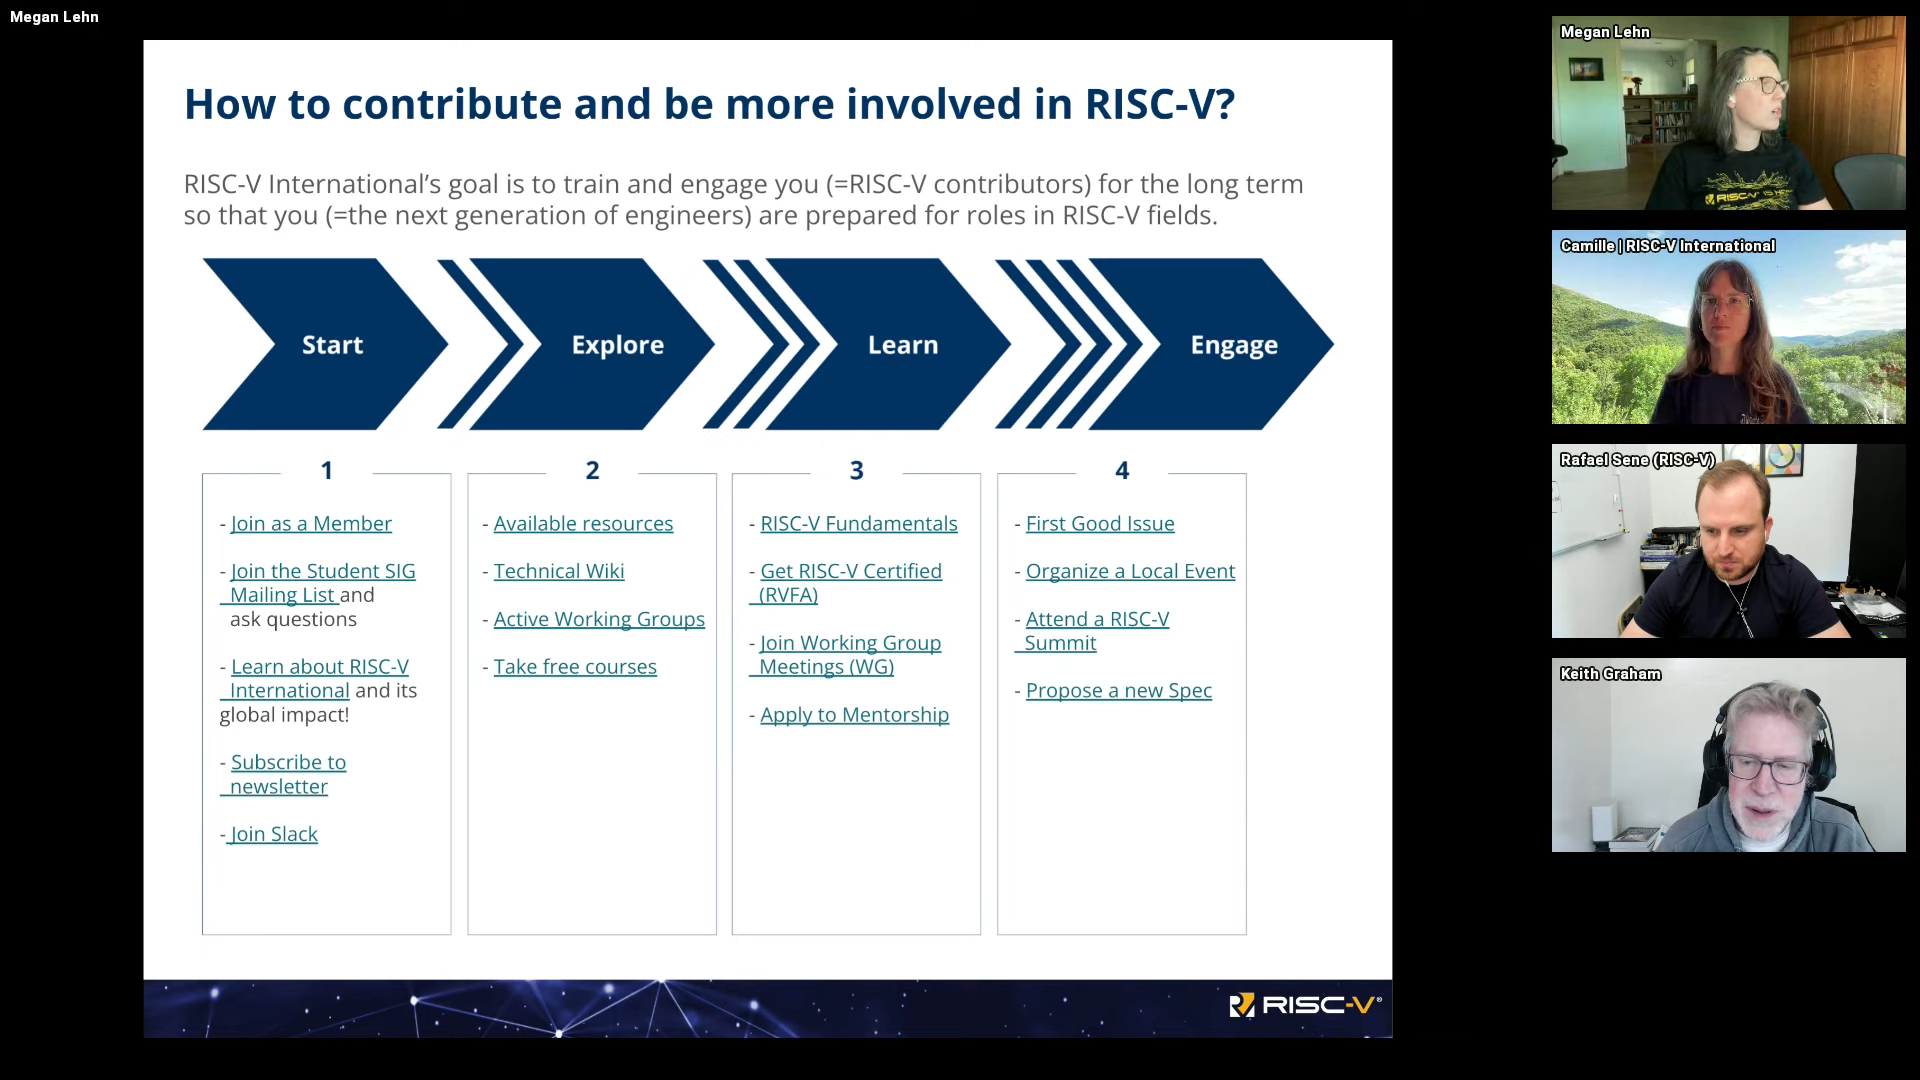 Megan Lehn
How to contribute and be more involved in RISC-V?
RISC-V International’s goal is to train and engage you (=RISC-V contributors) for the long term
so that you (=the next generation of engineers) are prepared for roles in RISC-V fields.
Start
Explore
Learn
Engage
1
- Join as a Member
- Join the Student SIG
Mailing List and
ask questions
- Learn about RISC-V
International and its
global impact!
- Subscribe to
newsletter
- Join Slack
2
- Available resources
- Technical Wiki
- Active Working Groups
- Take free courses
3
- RISC-V Fundamentals
- Get RISC-V Certified
(RVFA)
- Join Working Group
Meetings (WG)
- Apply to Mentorship
4
- First Good Issue
- Organize a Local Event
- Attend a RISC-V
Summit
- Propose a new Spec
RISC-V®
Megan Lehn
Camille | RISC-V International
Rafael Sene (RISC-V)
Keith Graham